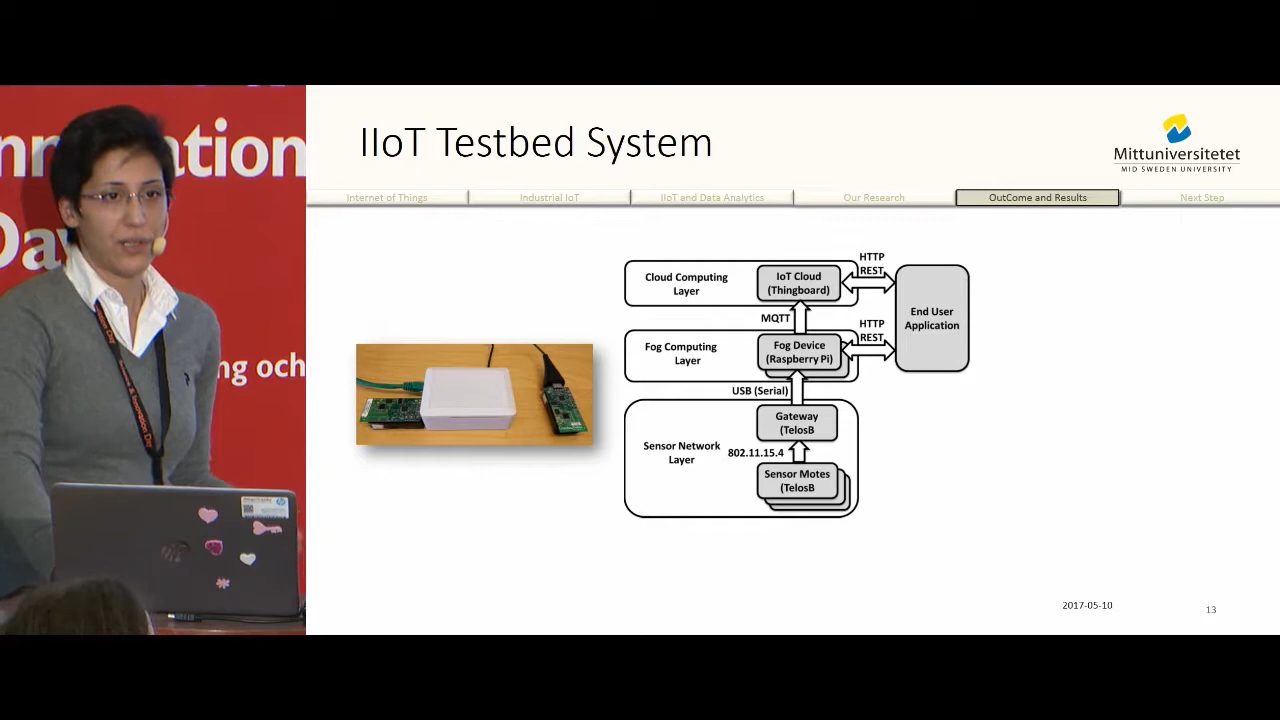 nnovation
Day
ng och
IIoT Testbed System
Mittuniversitetet
MID SWEDEN UNIVERSITY
Internet of Things
Industrial IoT
IIoT and Data Analytics
Our Research
OutCome and Results
Next Step
Cloud Computing
Layer
IoT Cloud
(Thingboard)
HTTP
REST
End User
Application
MQTT
Fog Computing
Layer
Fog Device
(Raspberry Pi)
HTTP
REST
USB (Serial)
Gateway
(TelosB
Sensor Network
Layer
802.11.15.4
Sensor Motes
(TelosB
2017-05-10
13